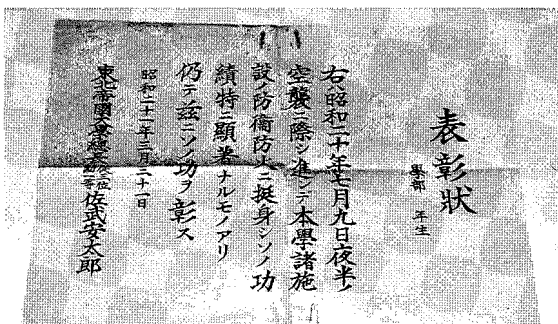 表彰狀
學部 年生
右ハ昭和二十年七月九日夜半ノ
空襲ニ際シ進ンデ本學諸施
設ノ防衞防火ニ挺身シソノ功
績特ニ顯著ナルモノアリ
仍テ茲ニソノ功ヲ彰ス
昭和二十一年三月三十一日
東北帝國大學總長 佐武安太郎